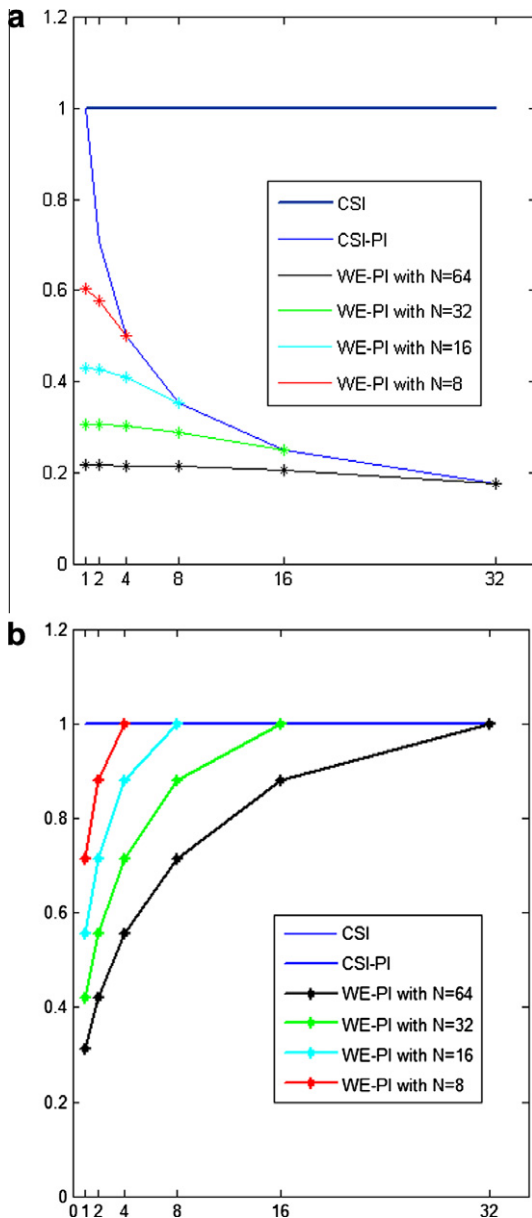 a
1.2
1
0.8
0.6
0.4
0.2
0
CSI
CSI-PI
WE-PI with N=64
WE-PI with N=32
WE-PI with N=16
WE-PI with N=8
1 2 4 8 16 32
b
1.2
1
0.8
0.6
0.4
0.2
0
CSI
CSI-PI
WE-PI with N=64
WE-PI with N=32
WE-PI with N=16
WE-PI with N=8
0 1 2 4 8 16 32